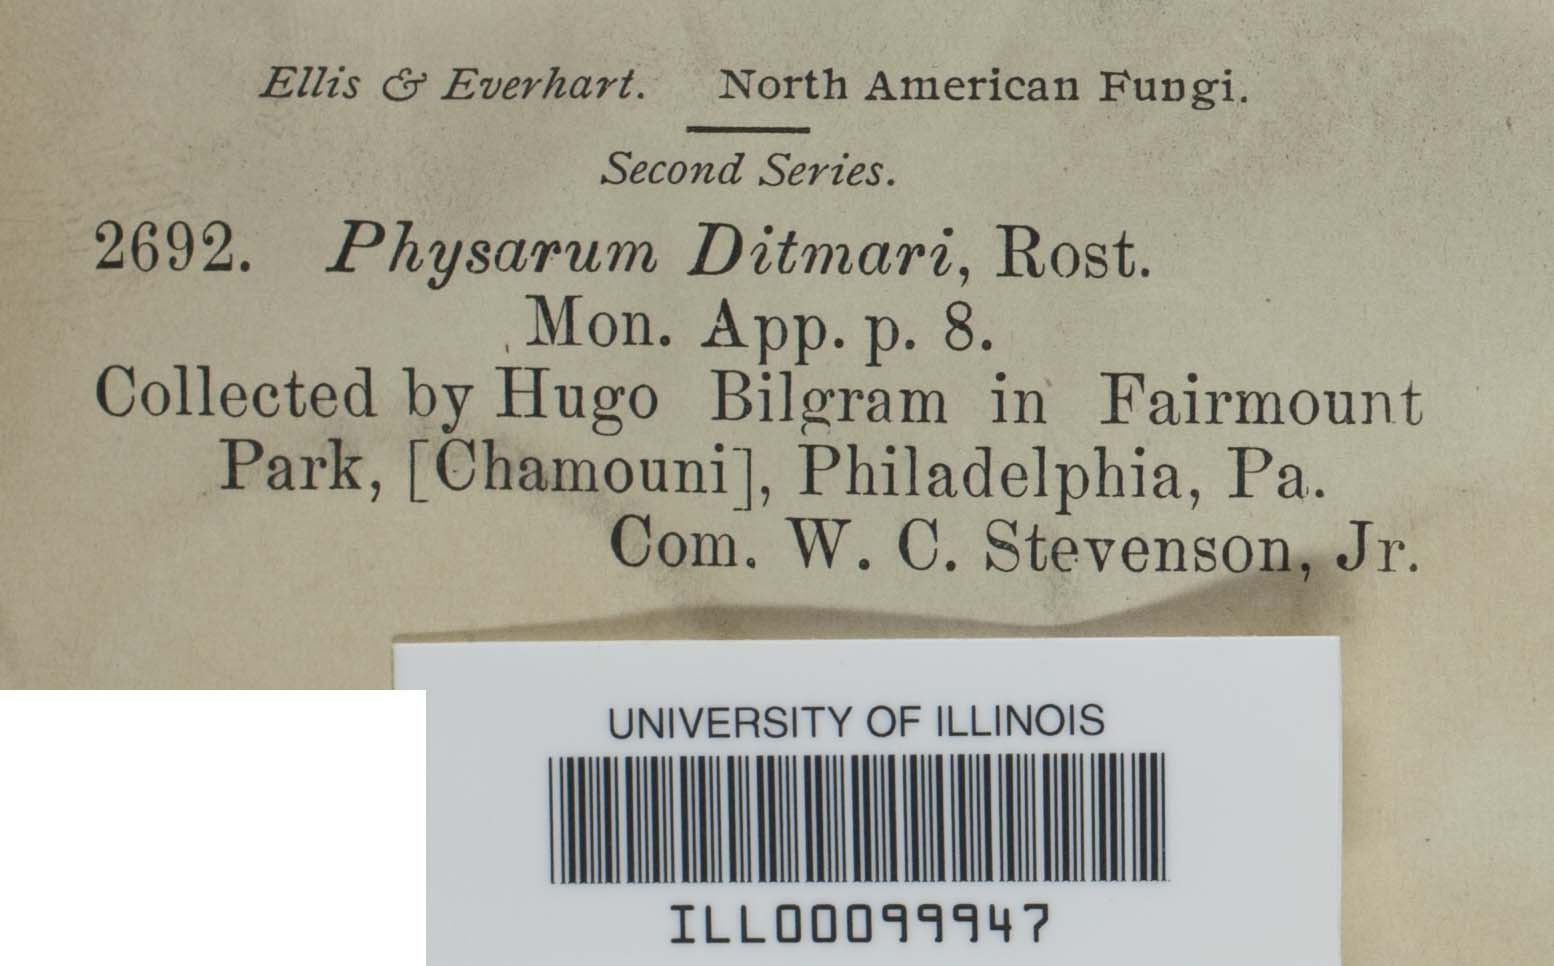 Ellis & Everhart. North American Fungi.
Second Series.
2692. Physarum Ditmari, Rost.
Mon. App. p. 8.
Collected by Hugo Bilgram in Fairmount
Park, [Chamouni], Philadelphia, Pa.
Com. W. C. Stevenson, Jr.
UNIVERSITY OF ILLINOIS
ILL00099947